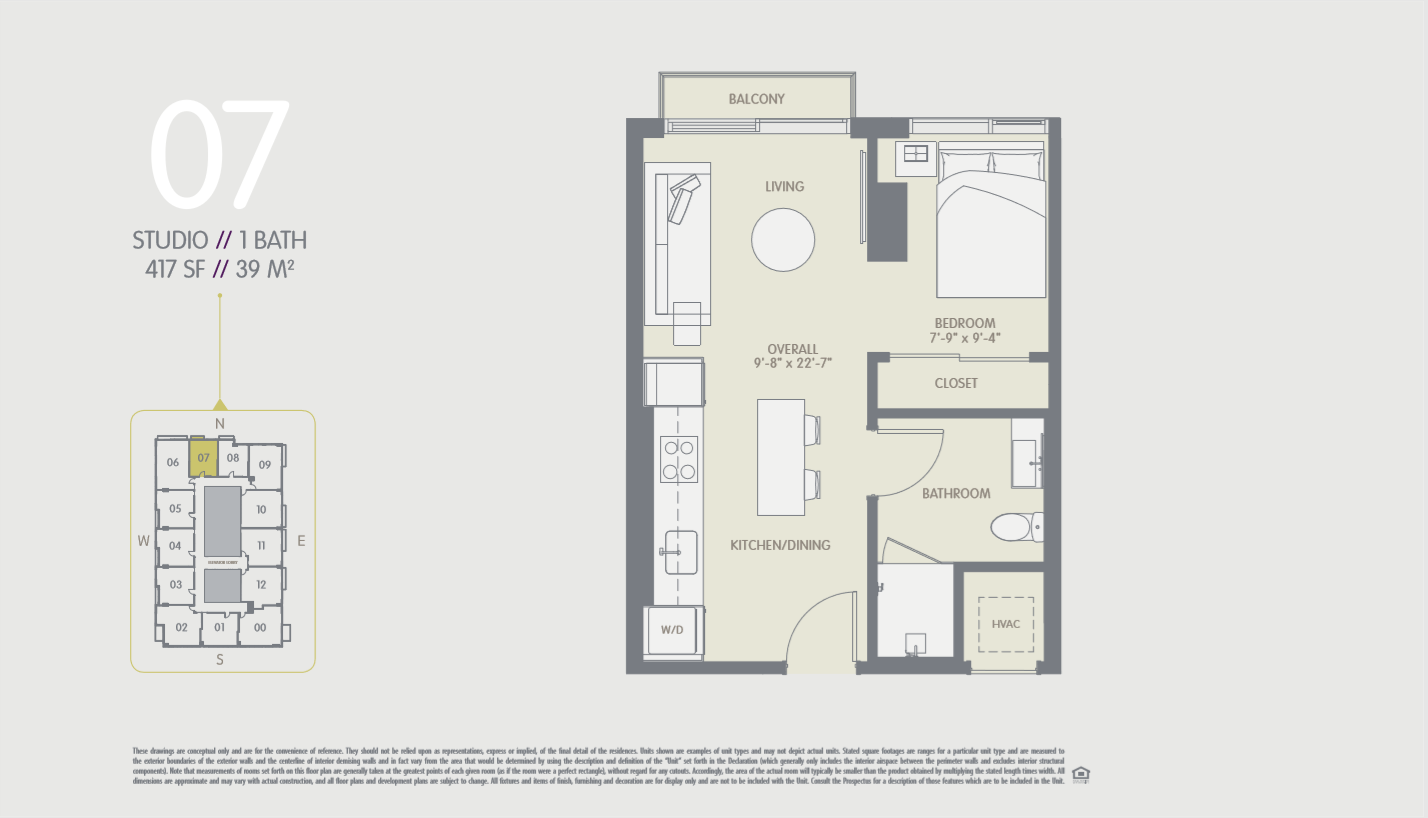 07
STUDIO // 1 BATH
417 SF // 39 M²
N
06
07
08
09
05
10
W
04
11
E
03
12
02
01
00
S
BALCONY
LIVING
BEDROOM
7'-9" x 9'-4"
OVERALL
9'-8" x 22'-7"
CLOSET
BATHROOM
KITCHEN/DINING
W/D
HVAC
These drawings are conceptual only and are for the convenience of reference. They should not be relied upon as representations, express or implied, of the final detail of the residences. Units shown are examples of unit types and may not depict actual units. Stated square footages are ranges for a particular unit type and are measured to
the exterior boundaries of the exterior walls and the centerline of interior demising walls and in fact vary from the area that would be determined by using the description and definition of the "Unit" set forth in the Declaration (which generally only includes the interior airspace between the perimeter walls and excludes interior structural
components). Note that measurements of rooms set forth on this floor plan are generally taken at the greatest points of each given room (as if the room were a perfect rectangle), without regard for any cutouts. Accordingly, the area of the actual room will typically be smaller than the product obtained by multiplying the stated length times width. All
dimensions are approximate and may vary with actual construction, and all floor plans and development plans are subject to change. All fixtures and items of finish, furnishing and decoration are for display only and are not to be included with the Unit. Consult the Prospectus for a description of those features which are to be included in the Unit.